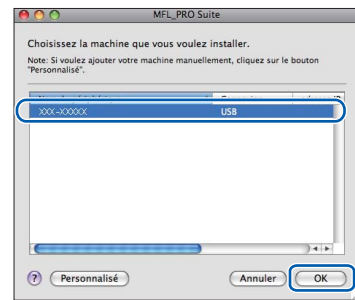 MFL_PRO Suite
Choisissez la machine que vous voulez installer.
Note: Si voulez ajouter votre machine manuellement, cliquez sur le bouton
"Personnalisé".
XXX-XXXXX USB
? Personnalisé Annuler OK